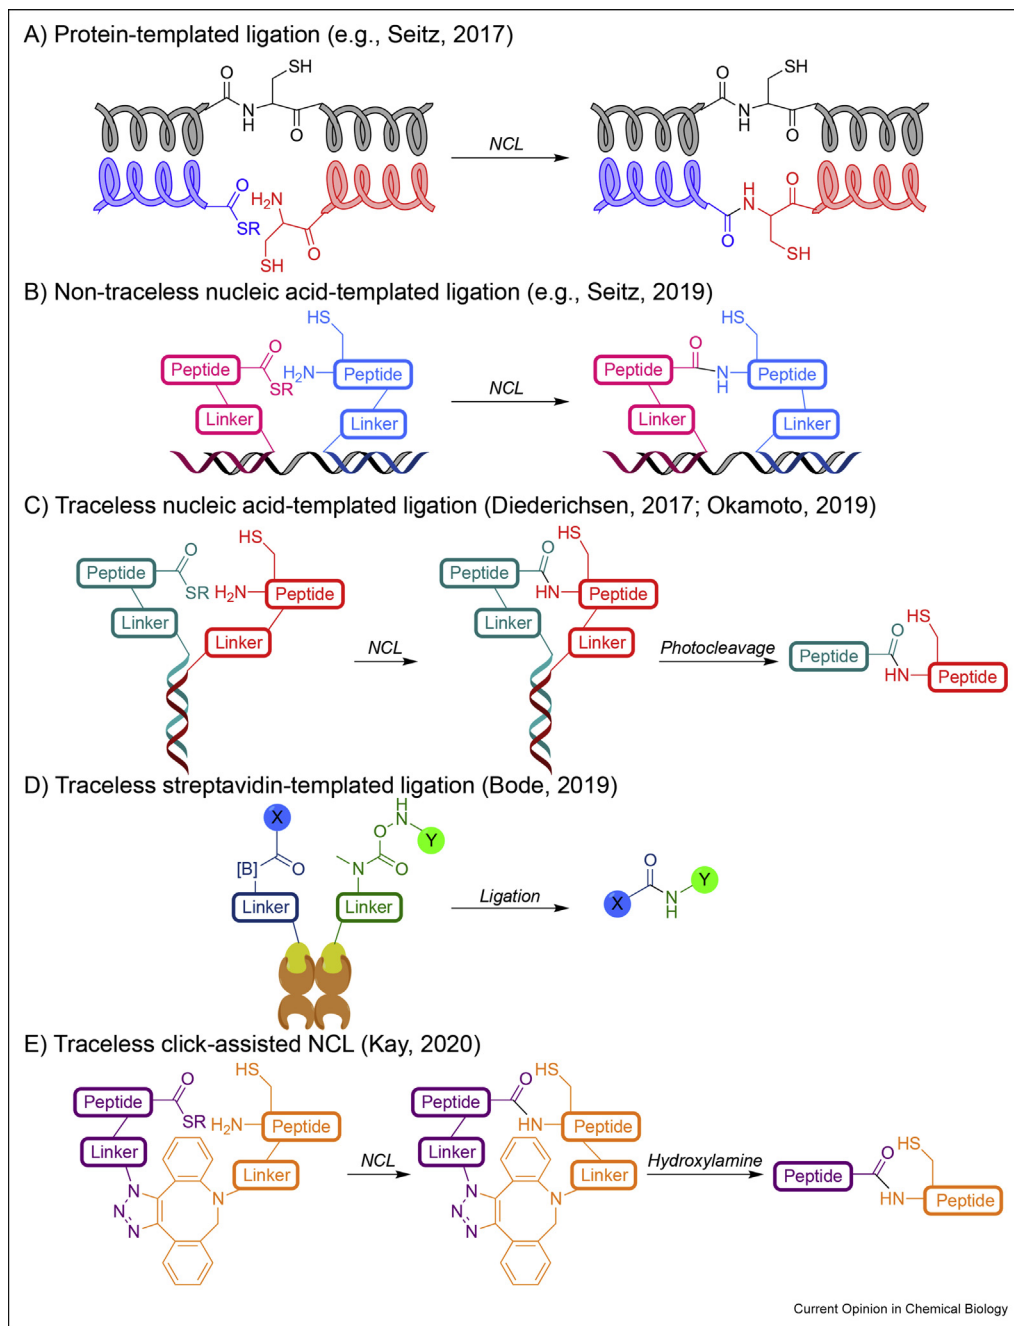 A) Protein-templated ligation (e.g., Seitz, 2017)
SH
SH
O
O
N
H
O
NCL
N
H
O
O
H2N
SR
O
SH
H
N
O
O
SH
B) Non-traceless nucleic acid-templated ligation (e.g., Seitz, 2019)
HS
HS
O
O
Peptide
SR
H2N
Peptide
NCL
Peptide
N
H
Peptide
Linker
Linker
Linker
Linker
C) Traceless nucleic acid-templated ligation (Diederichsen, 2017; Okamoto, 2019)
HS
HS
O
O
Peptide
SR
H2N
Peptide
Peptide
HN
Peptide
Linker
Linker
NCL
Linker
Linker
Photocleavage
HS
O
Peptide
HN
Peptide
D) Traceless streptavidin-templated ligation (Bode, 2019)
X
H
N
O
Y
[B]
O
N
O
Linker
Linker
Ligation
O
X
N
H
Y
E) Traceless click-assisted NCL (Kay, 2020)
HS
HS
O
O
Peptide
SR
H2N
Peptide
Peptide
HN
Peptide
Linker
Linker
NCL
Linker
Linker
Hydroxylamine
HS
O
Peptide
HN
Peptide
N
N
N
N
N
N
N
N
Current Opinion in Chemical Biology